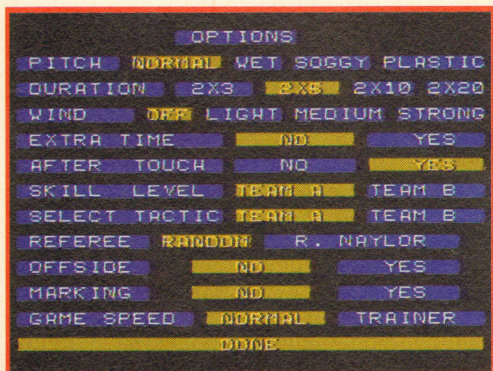 OPTIONS
PITCH NORMAL WET SOGGY PLASTIC
DURATION 2X3 2X5 2X10 2X20
WIND OFF LIGHT MEDIUM STRONG
EXTRA TIME NO YES
AFTER TOUCH NO YES
SKILL LEVEL TEAM A TEAM B
SELECT TACTIC TEAM A TEAM B
REFEREE RANDOM R. NAYLOR
OFFSIDE NO YES
MARKING NO YES
GAME SPEED NORMAL TRAINER
DONE